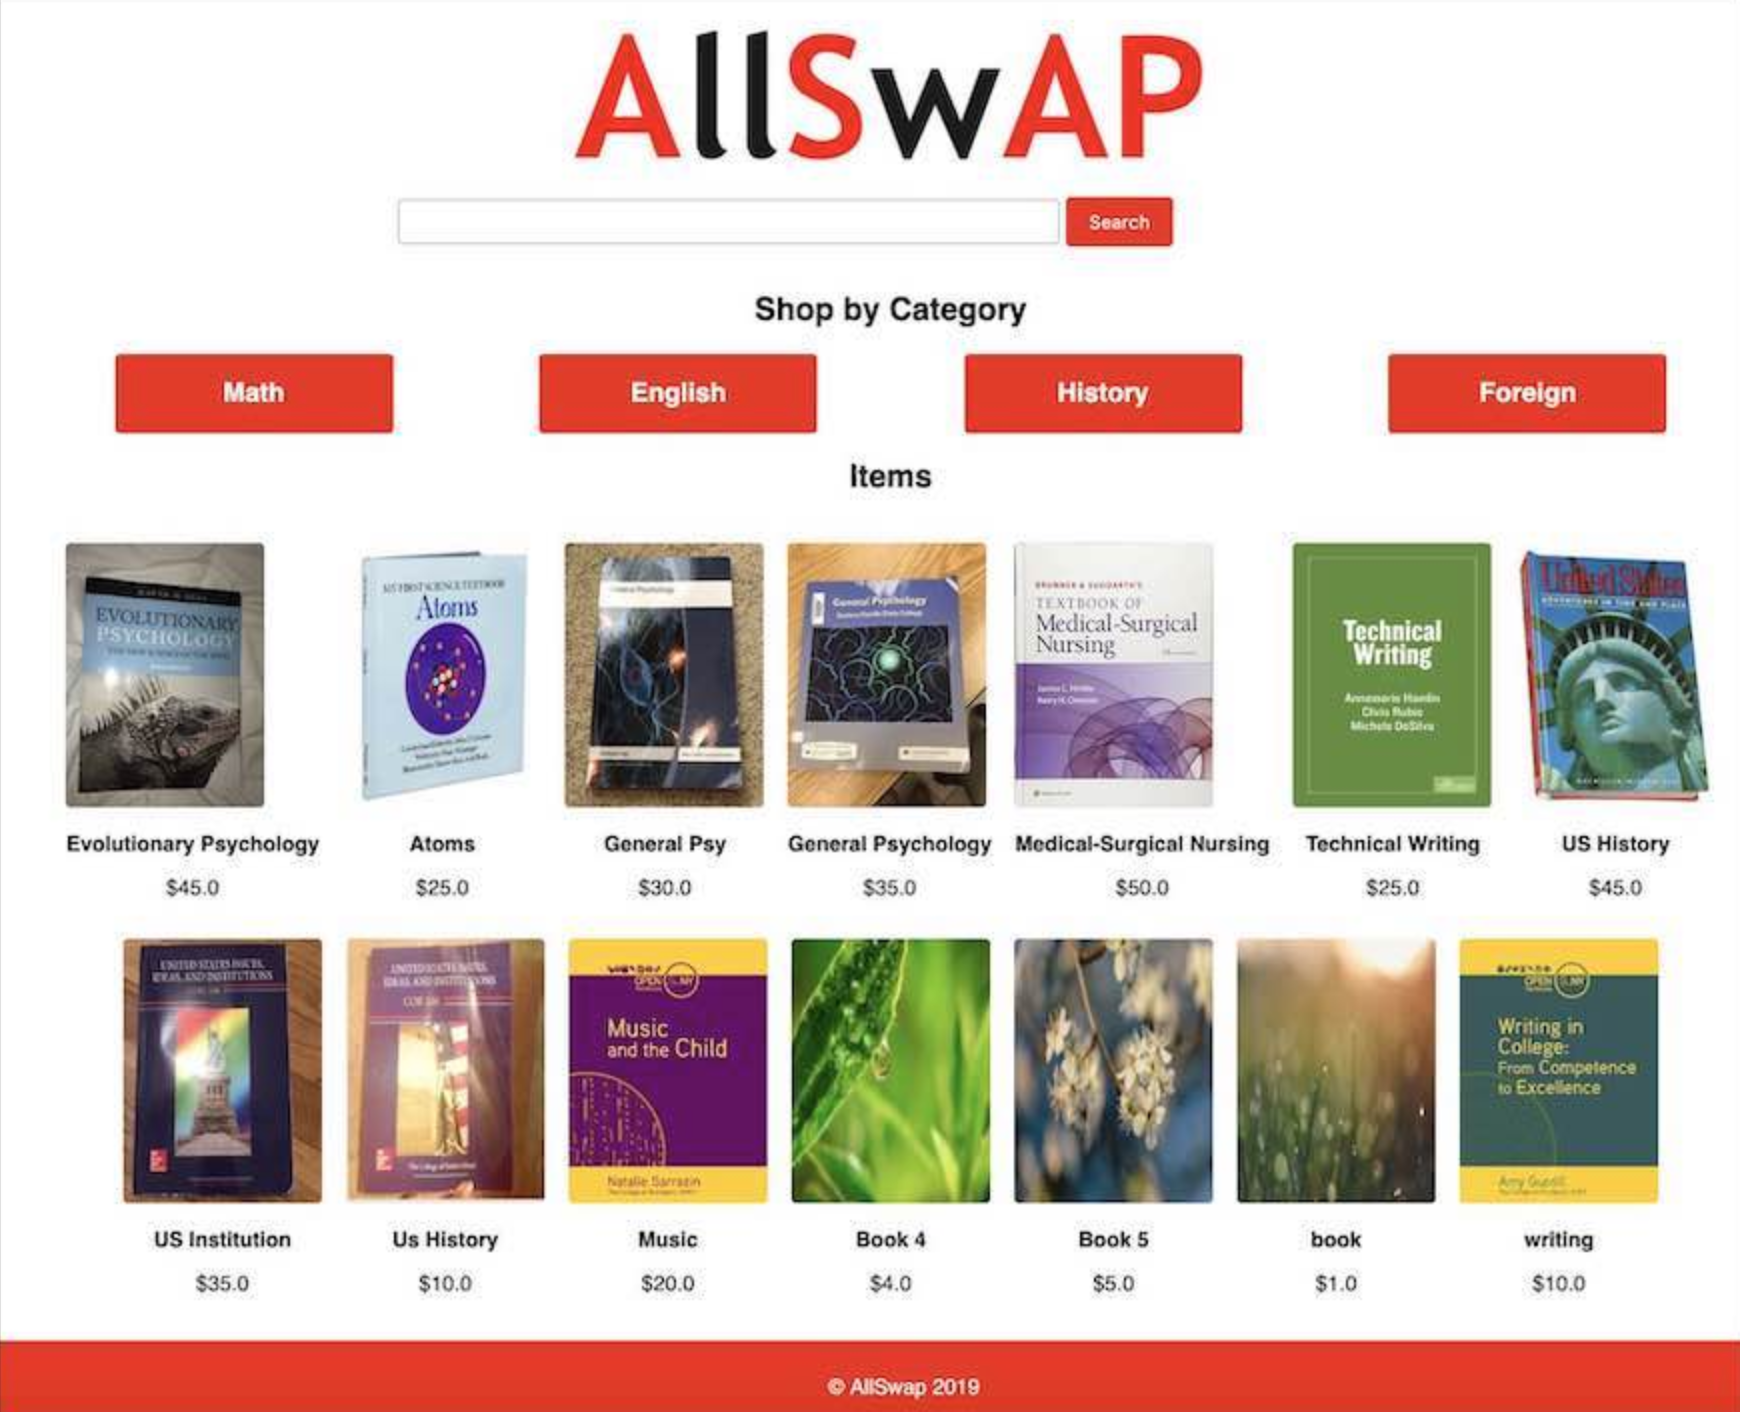 AllSwAP
Search
Shop by Category
Math English History Foreign
Items
EVOLUTIONARY
PSYCHOLOGY
MY FIRST SCIENCE TEXTBOOK
Atoms
General Psychology
General Psychology
BRUNNER & SUDDARTH'S
TEXTBOOK OF
Medical-Surgical
Nursing
Technical
Writing
Annemarie Hamlin
Chris Rubio
Michele DeSilva
United States
ADVENTURES IN TIME AND PLACE
Evolutionary Psychology Atoms General Psy General Psychology Medical-Surgical Nursing Technical Writing US History
$45.0 $25.0 $30.0 $35.0 $50.0 $25.0 $45.0
UNITED STATES ISSUES,
IDEAS, AND INSTITUTIONS
UNITED STATES ISSUES,
IDEAS, AND INSTITUTIONS
OPEN NY
Music
and the Child
Natalie Sarrazin
OPEN NY
Writing in
College:
From Competence
to Excellence
Amy Guptill
US Institution Us History Music Book 4 Book 5 book writing
$35.0 $10.0 $20.0 $4.0 $5.0 $1.0 $10.0
© AllSwap 2019